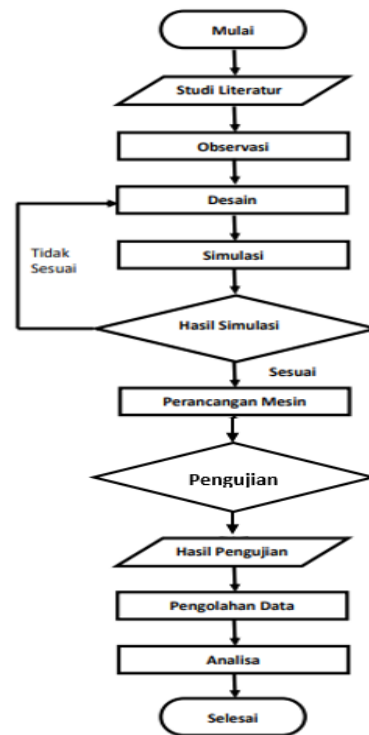 Mulai
Studi Literatur
Observasi
Desain
Tidak
Sesuai
Simulasi
Hasil Simulasi
Sesuai
Perancangan Mesin
Pengujian
Hasil Pengujian
Pengolahan Data
Analisa
Selesai